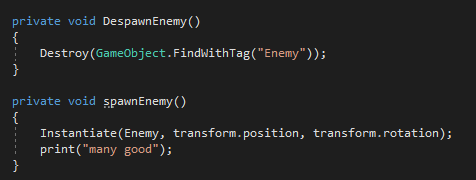 private void DespawnEnemy()
{
    Destroy(GameObject.FindWithTag("Enemy"));
}
private void spawnEnemy()
{
    Instantiate(Enemy, transform.position, transform.rotation);
    print("many good");
}